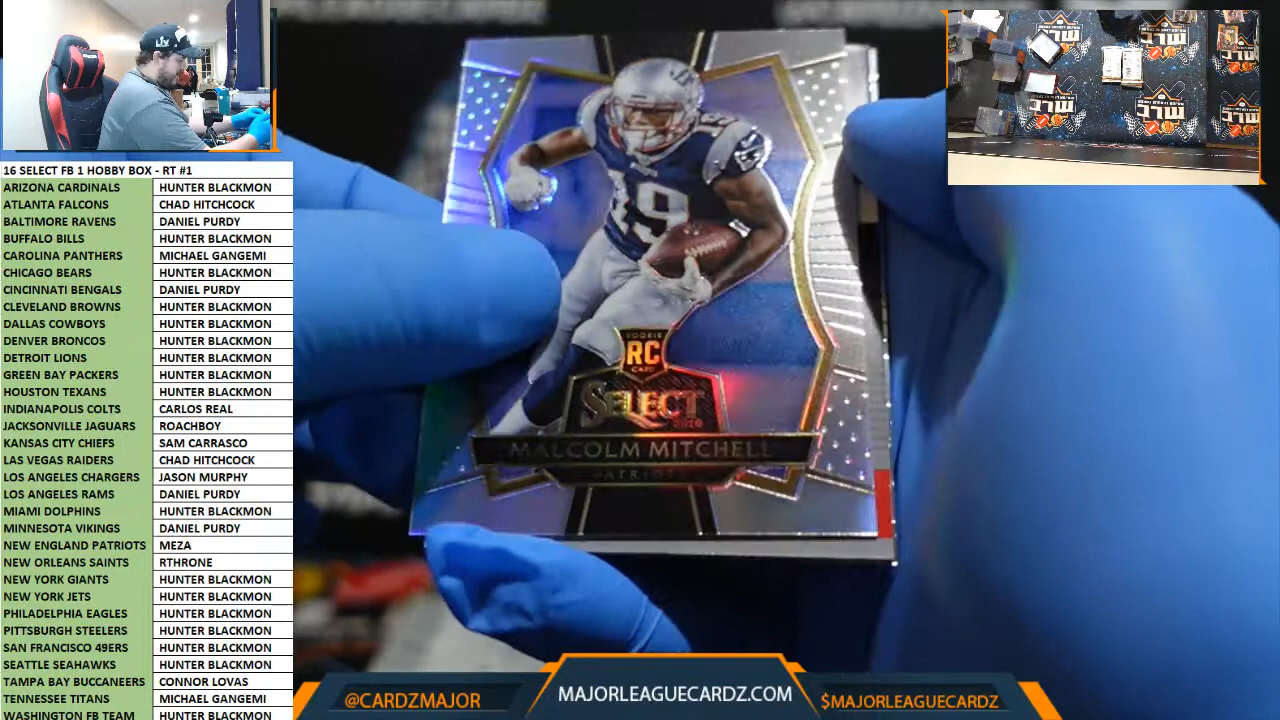 16 SELECT FB 1 HOBBY BOX - RT #1
ARIZONA CARDINALS HUNTER BLACKMON
ATLANTA FALCONS CHAD HITCHCOCK
BALTIMORE RAVENS DANIEL PURDY
BUFFALO BILLS HUNTER BLACKMON
CAROLINA PANTHERS MICHAEL GANGEMI
CHICAGO BEARS HUNTER BLACKMON
CINCINNATI BENGALS DANIEL PURDY
CLEVELAND BROWNS HUNTER BLACKMON
DALLAS COWBOYS HUNTER BLACKMON
DENVER BRONCOS HUNTER BLACKMON
DETROIT LIONS HUNTER BLACKMON
GREEN BAY PACKERS HUNTER BLACKMON
HOUSTON TEXANS HUNTER BLACKMON
INDIANAPOLIS COLTS CARLOS REAL
JACKSONVILLE JAGUARS ROACHBOY
KANSAS CITY CHIEFS SAM CARRASCO
LAS VEGAS RAIDERS CHAD HITCHCOCK
LOS ANGELES CHARGERS JASON MURPHY
LOS ANGELES RAMS DANIEL PURDY
MIAMI DOLPHINS HUNTER BLACKMON
MINNESOTA VIKINGS DANIEL PURDY
NEW ENGLAND PATRIOTS MEZA
NEW ORLEANS SAINTS RTHRONE
NEW YORK GIANTS HUNTER BLACKMON
NEW YORK JETS HUNTER BLACKMON
PHILADELPHIA EAGLES HUNTER BLACKMON
PITTSBURGH STEELERS HUNTER BLACKMON
SAN FRANCISCO 49ERS HUNTER BLACKMON
SEATTLE SEAHAWKS HUNTER BLACKMON
TAMPA BAY BUCCANEERS CONNOR LOVAS
TENNESSEE TITANS MICHAEL GANGEMI
WASHINGTON FB TEAM HUNTER BLACKMON
19
19
ROOKIE
RC
CARD
SELECT
2016
MALCOLM MITCHELL
PATRIOTS
@CARDZMAJOR
MAJORLEAGUECARDZ.COM
$MAJORLEAGUECARDZ